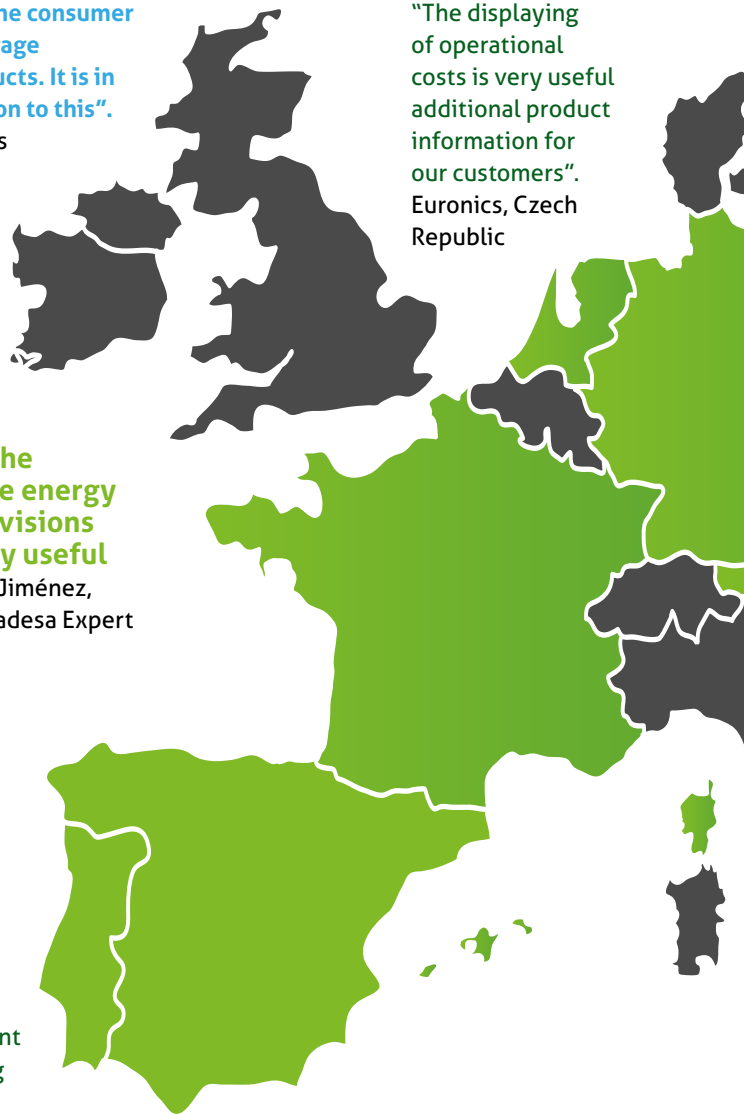 he consumer
age
ucts. It is in
on to this”.
s
“The displaying
of operational
costs is very useful
additional product
information for
our customers”.
Euronics, Czech
Republic
he
e energy
visions
y useful
Jiménez,
adesa Expert
nt
g